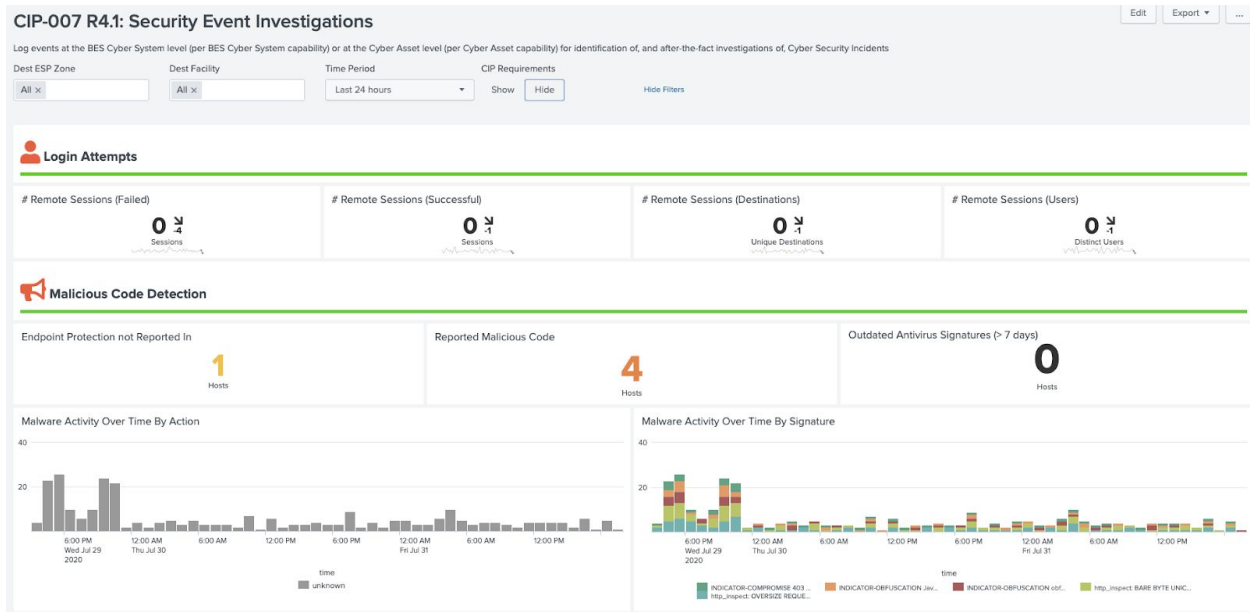 CIP-007 R4.1: Security Event Investigations
Edit
Export
...
Log events at the BES Cyber System level (per BES Cyber System capability) or at the Cyber Asset level (per Cyber Asset capability) for identification of, and after-the-fact investigations of, Cyber Security Incidents
Dest ESP Zone
Dest Facility
Time Period
CIP Requirements
All ×
All ×
Last 24 hours
Show
Hide
Hide Filters
Login Attempts
# Remote Sessions (Failed)
0
-4
Sessions
# Remote Sessions (Successful)
0
-1
Sessions
# Remote Sessions (Destinations)
0
-1
Unique Destinations
# Remote Sessions (Users)
0
-1
Distinct Users
Malicious Code Detection
Endpoint Protection not Reported In
1
Hosts
Reported Malicious Code
4
Hosts
Outdated Antivirus Signatures (> 7 days)
0
Hosts
Malware Activity Over Time By Action
40
20
6:00 PM 12:00 AM 6:00 AM 12:00 PM 6:00 PM 12:00 AM 6:00 AM 12:00 PM
Wed Jul 29 Thu Jul 30 Fri Jul 31
2020
time
unknown
Malware Activity Over Time By Signature
40
20
6:00 PM 12:00 AM 6:00 AM 12:00 PM 6:00 PM 12:00 AM 6:00 AM 12:00 PM
Wed Jul 29 Thu Jul 30 Fri Jul 31
2020
time
INDICATOR-COMPROMISE 403 ... INDICATOR-OBFUSCATION Jav... INDICATOR-OBFUSCATION obf... http_inspect: BARE BYTE UNIC...
http_inspect: OVERSIZE REQUE...